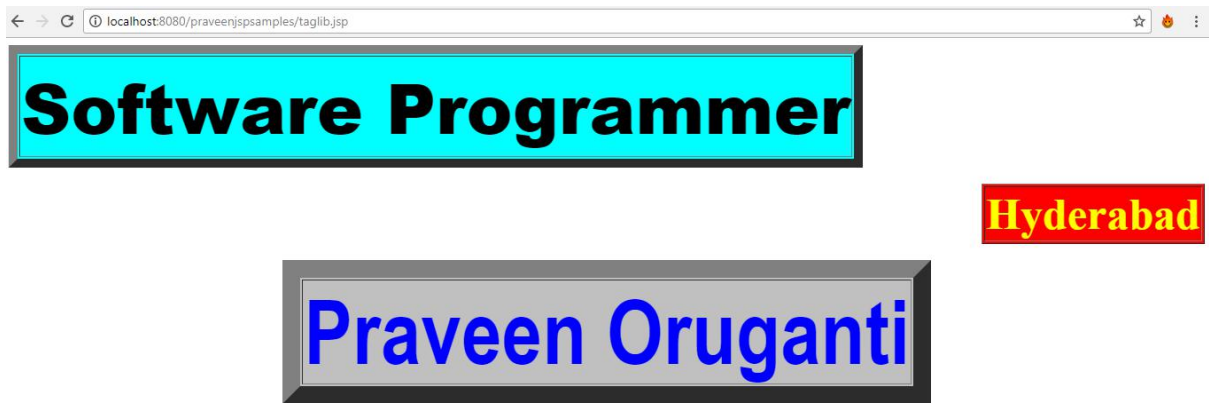 localhost:8080/praveenjspsamples/taglib.jsp
Software Programmer
Hyderabad
Praveen Oruganti